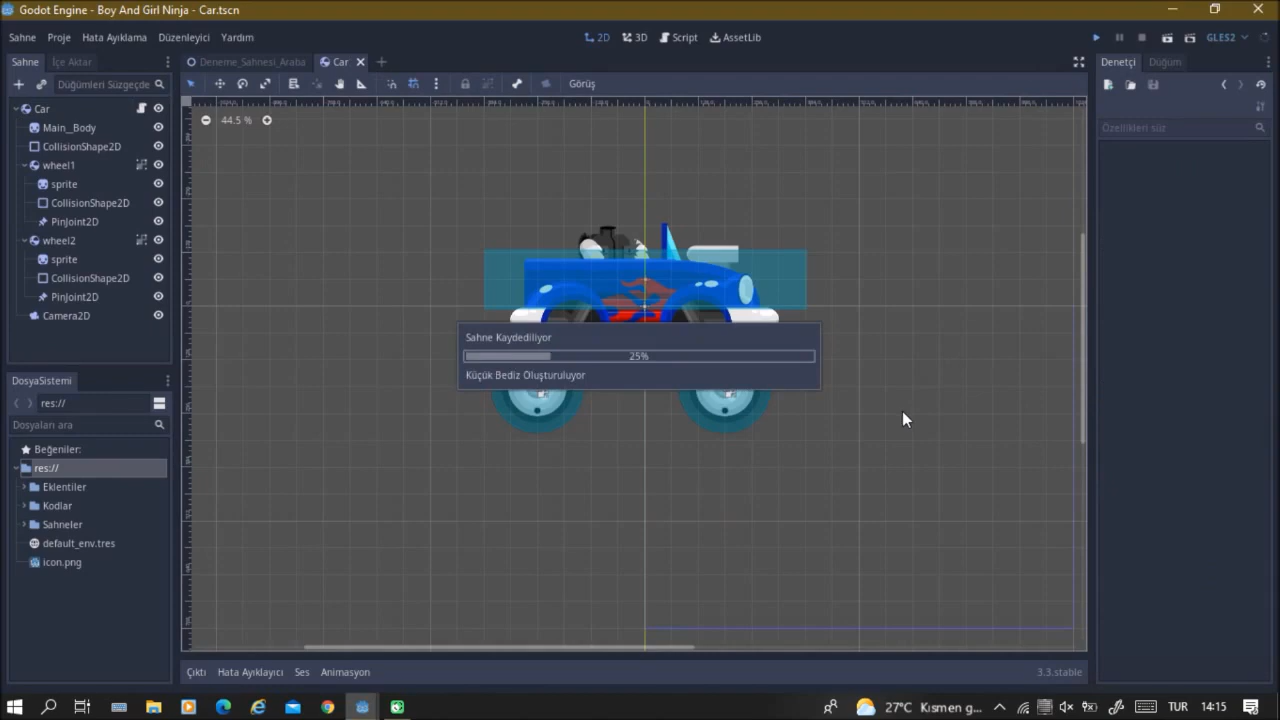 Godot Engine - Boy And Girl Ninja - Car.tscn
Sahne Proje Hata Ayıklama Düzenleyici Yardım
2D 3D Script AssetLib
GLES2
Sahne İçe Aktar
Deneme_Sahnesi_Araba Car
Denetçi Düğüm
Düğümleri Süzgeçde
Görüş
Car
Main_Body
CollisionShape2D
wheel1
sprite
CollisionShape2D
PinJoint2D
wheel2
sprite
CollisionShape2D
PinJoint2D
Camera2D
44.5 %
Özellikleri süz
Sahne Kaydediliyor
25%
Küçük Bediz Oluşturuluyor
DosyaSistemi
res://
Dosyaları ara
Beğeniler:
res://
Eklentiler
Kodlar
Sahneler
default_env.tres
icon.png
Çıktı Hata Ayıklayıcı Ses Animasyon
3.3.stable
27°C Kısmen g...
TUR 14:15